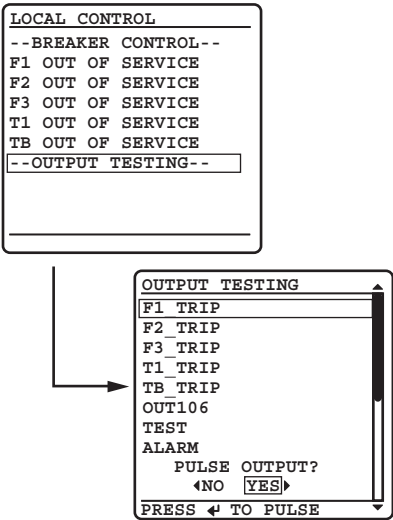 LOCAL CONTROL
--BREAKER CONTROL--
F1 OUT OF SERVICE
F2 OUT OF SERVICE
F3 OUT OF SERVICE
T1 OUT OF SERVICE
TB OUT OF SERVICE
--OUTPUT TESTING--
OUTPUT TESTING
F1_TRIP
F2_TRIP
F3_TRIP
T1_TRIP
TB_TRIP
OUT106
TEST
ALARM
PULSE OUTPUT?
NO YES
PRESS ↵ TO PULSE